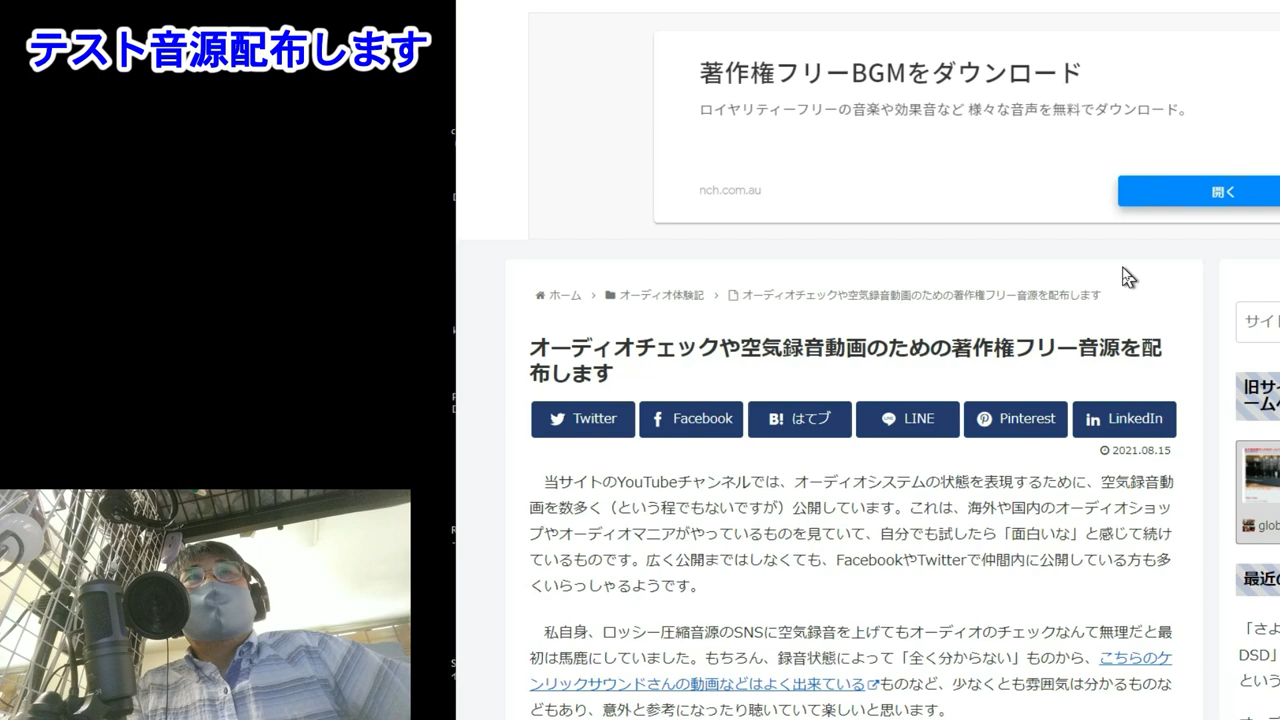 テスト音源配布します
著作権フリーBGMをダウンロード
ロイヤリティーフリーの音楽や効果音など 様々な音声を無料でダウンロード。
nch.com.au
開く
ホーム > オーディオ体験記 > オーディオチェックや空気録音動画のための著作権フリー音源を配布します
オーディオチェックや空気録音動画のための著作権フリー音源を配
布します
Twitter
Facebook
B! はてブ
LINE
Pinterest
LinkedIn
2021.08.15
当サイトのYouTubeチャンネルでは、オーディオシステムの状態を表現するために、空気録音動
画を数多く（という程でもないですが）公開しています。これは、海外や国内のオーディオショッ
プやオーディオマニアがやっているものを見ていて、自分でも試したら「面白いな」と感じて続け
ているものです。広く公開まではしなくても、FacebookやTwitterで仲間内に公開している方も多
くいらっしゃるようです。
私自身、ロッシー圧縮音源のSNSに空気録音を上げてもオーディオのチェックなんて無理だと最
初は馬鹿にしていました。もちろん、録音状態によって「全く分からない」ものから、こちらのケ
ンリックサウンドさんの動画などはよく出来ているものなど、少なくとも雰囲気は分かるものな
どもあり、意外と参考になったり聴いていて楽しいと思います。
サイト
旧サイ
ームペ
glob
最近の
「さよ
DSD」
という